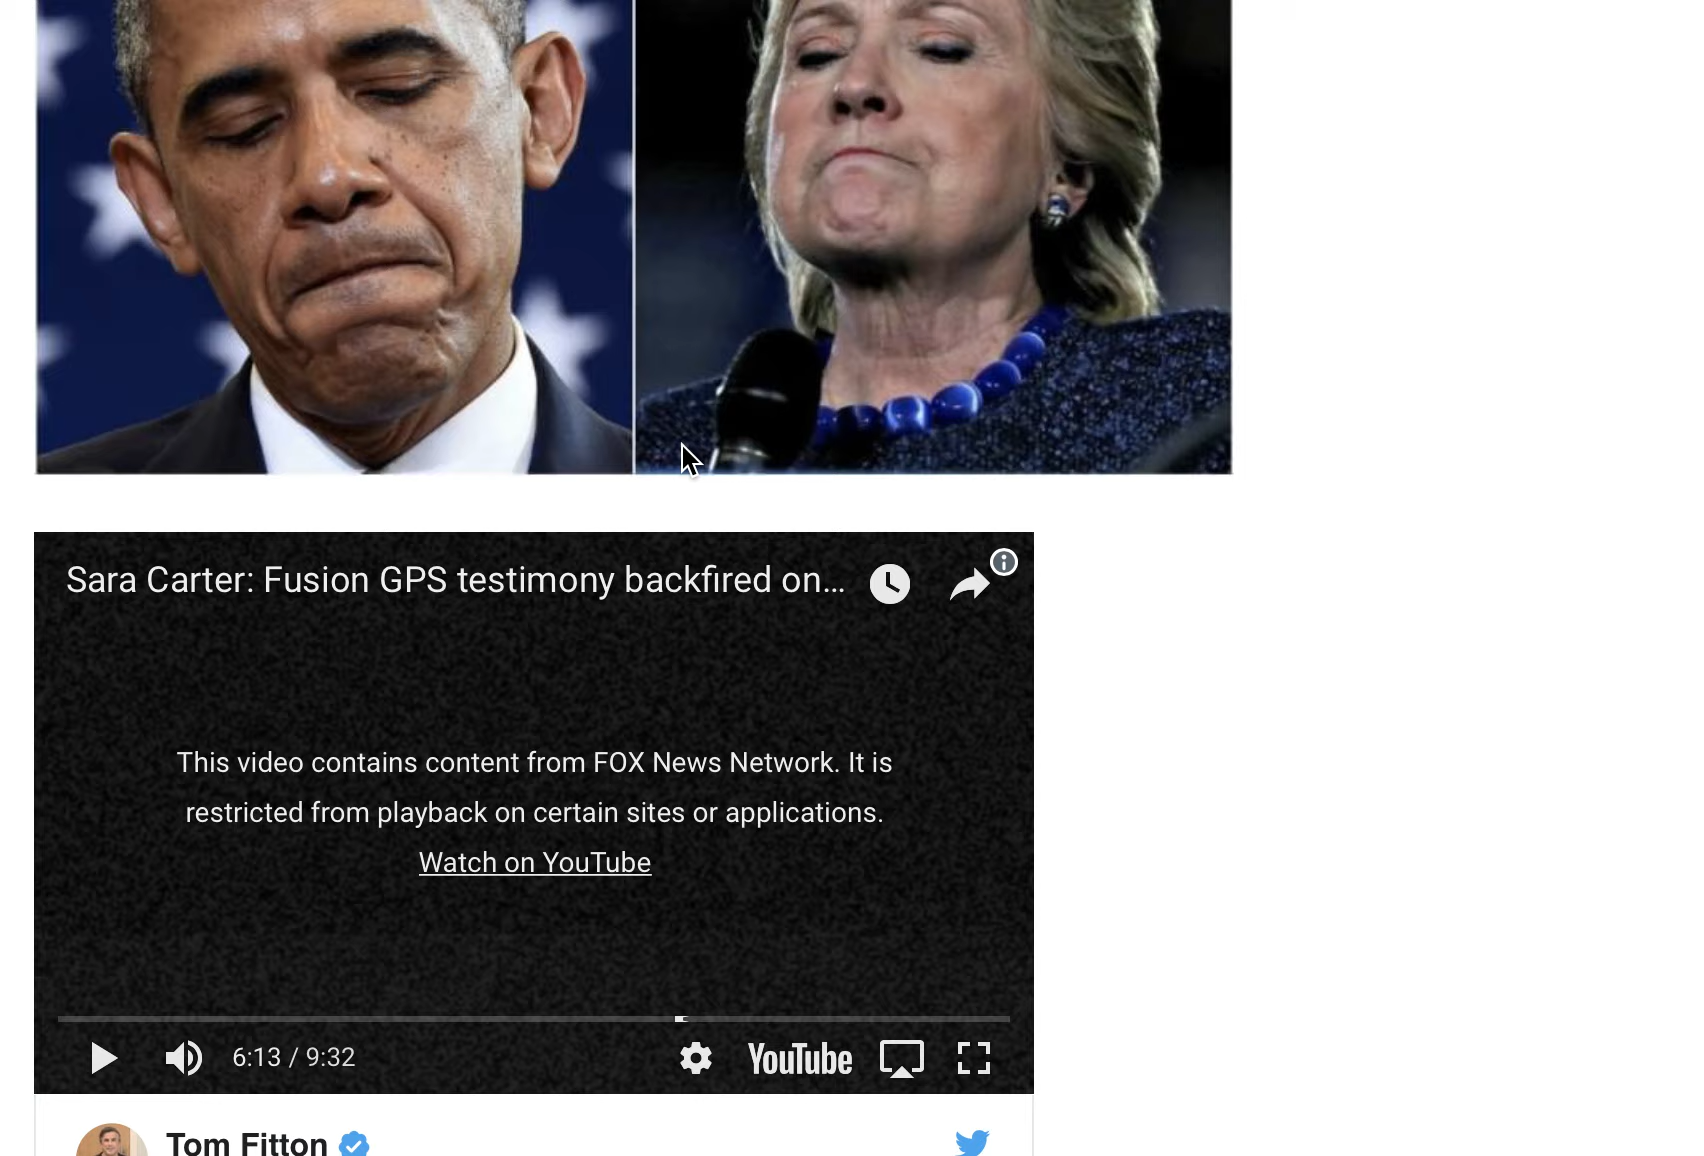 Sara Carter: Fusion GPS testimony backfired on...
This video contains content from FOX News Network. It is
restricted from playback on certain sites or applications.
Watch on YouTube
6:13 / 9:32
YouTube
Tom Fitton